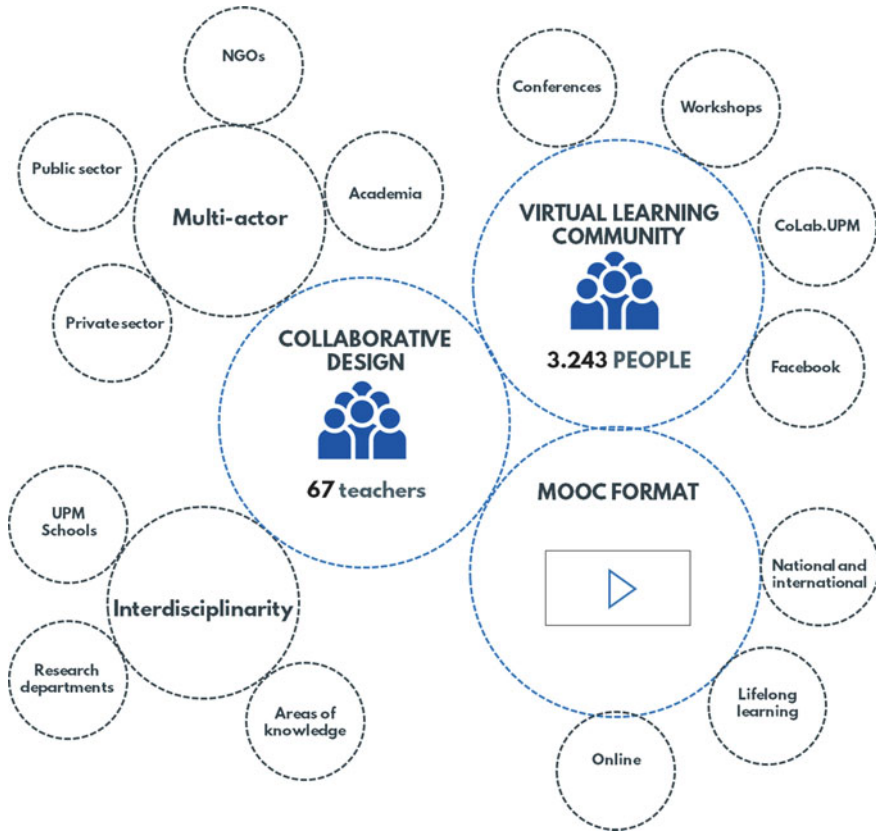 NGOs
Public sector
Multi-actor
Academia
Private sector
Conferences
Workshops
VIRTUAL LEARNING
COMMUNITY
3.243 PEOPLE
CoLab.UPM
Facebook
COLLABORATIVE
DESIGN
67 teachers
UPM
Schools
Interdisciplinarity
Research
departments
Areas of
knowledge
MOOC FORMAT
National and
international
Lifelong
learning
Online